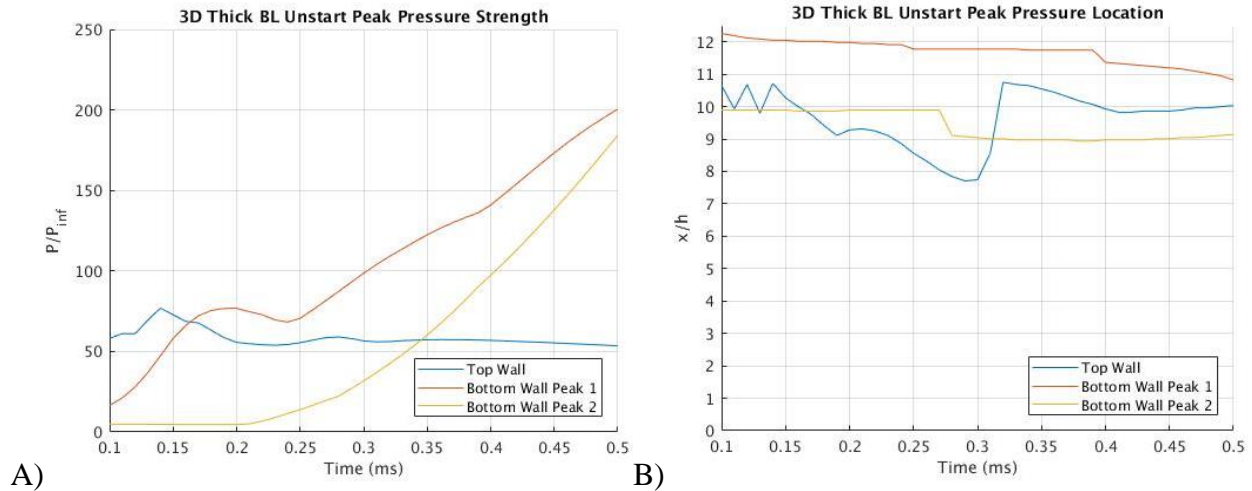 3D Thick BL Unstart Peak Pressure Strength
250
200
150
100
50
0
P/P_inf
0.1 0.15 0.2 0.25 0.3 0.35 0.4 0.45 0.5
Time (ms)
Top Wall
Bottom Wall Peak 1
Bottom Wall Peak 2
A)
3D Thick BL Unstart Peak Pressure Location
12
11
10
9
8
7
6
5
4
3
2
1
0
x/h
0.1 0.15 0.2 0.25 0.3 0.35 0.4 0.45 0.5
Time (ms)
Top Wall
Bottom Wall Peak 1
Bottom Wall Peak 2
B)